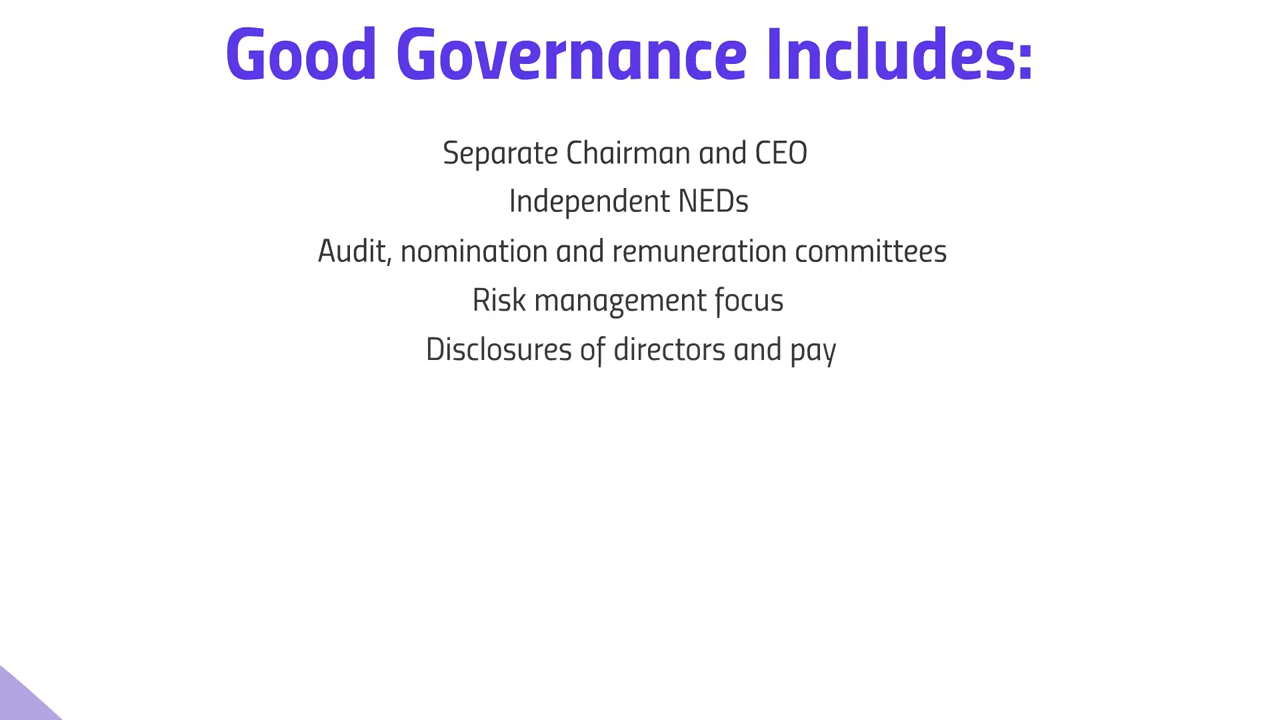 Good Governance Includes:
Separate Chairman and CEO
Independent NEDs
Audit, nomination and remuneration committees
Risk management focus
Disclosures of directors and pay